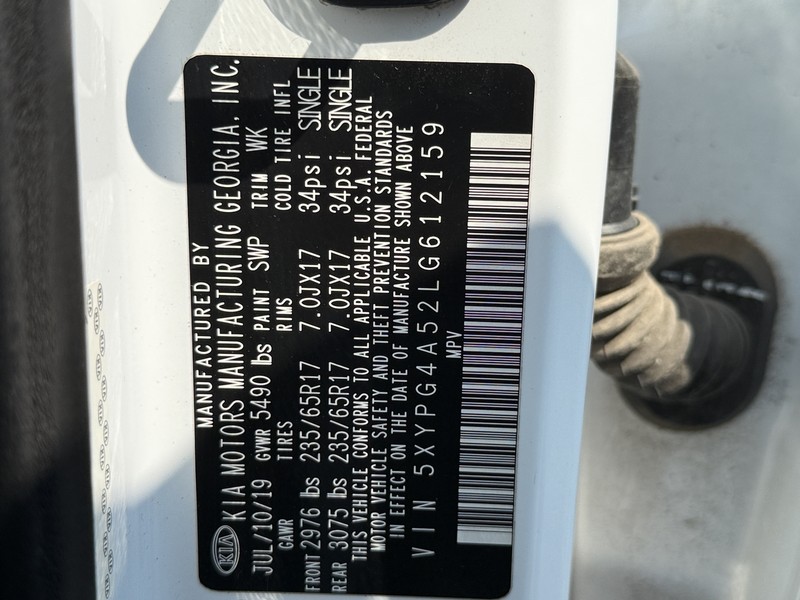 MANUFACTURED BY
KIA KIA MOTORS MANUFACTURING GEORGIA, INC.
JUL/10/19 GVWR 5490 lbs PAINT SWP TRIM WK
GAWR TIRES RIMS COLD TIRE INFL
FRONT 2976 lbs 235/65R17 7.0JX17 34psi SINGLE
REAR 3075 lbs 235/65R17 7.0JX17 34psi SINGLE
THIS VEHICLE CONFORMS TO ALL APPLICABLE U.S.A. FEDERAL
MOTOR VEHICLE SAFETY AND THEFT PREVENTION STANDARDS
IN EFFECT ON THE DATE OF MANUFACTURE SHOWN ABOVE
VIN 5XYPG4A52LG612159
MPV